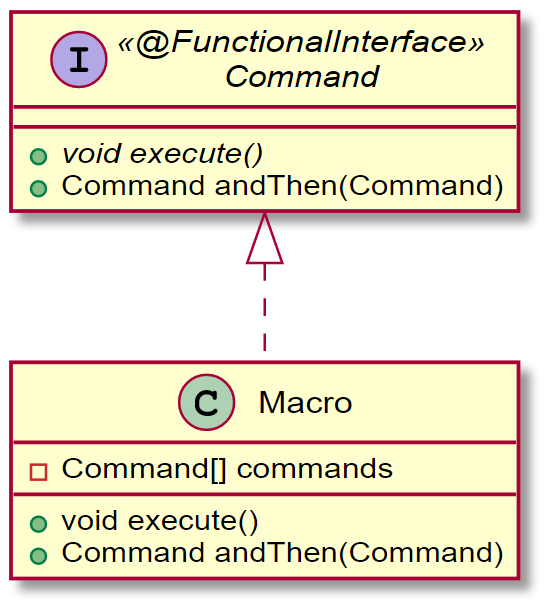 I «@FunctionalInterface»
Command
void execute()
Command andThen(Command)
C Macro
Command[] commands
void execute()
Command andThen(Command)